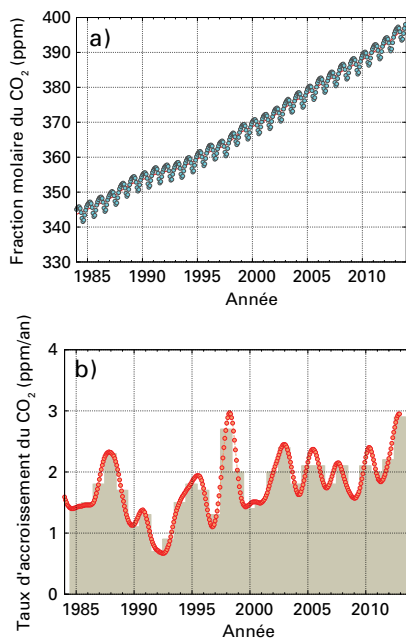 a)
Fraction molaire du CO2 (ppm)
400
390
380
370
360
350
340
330
1985 1990 1995 2000 2005 2010
Année
b)
Taux d'accroissement du CO2 (ppm/an)
4
3
2
1
0
1985 1990 1995 2000 2005 2010
Année